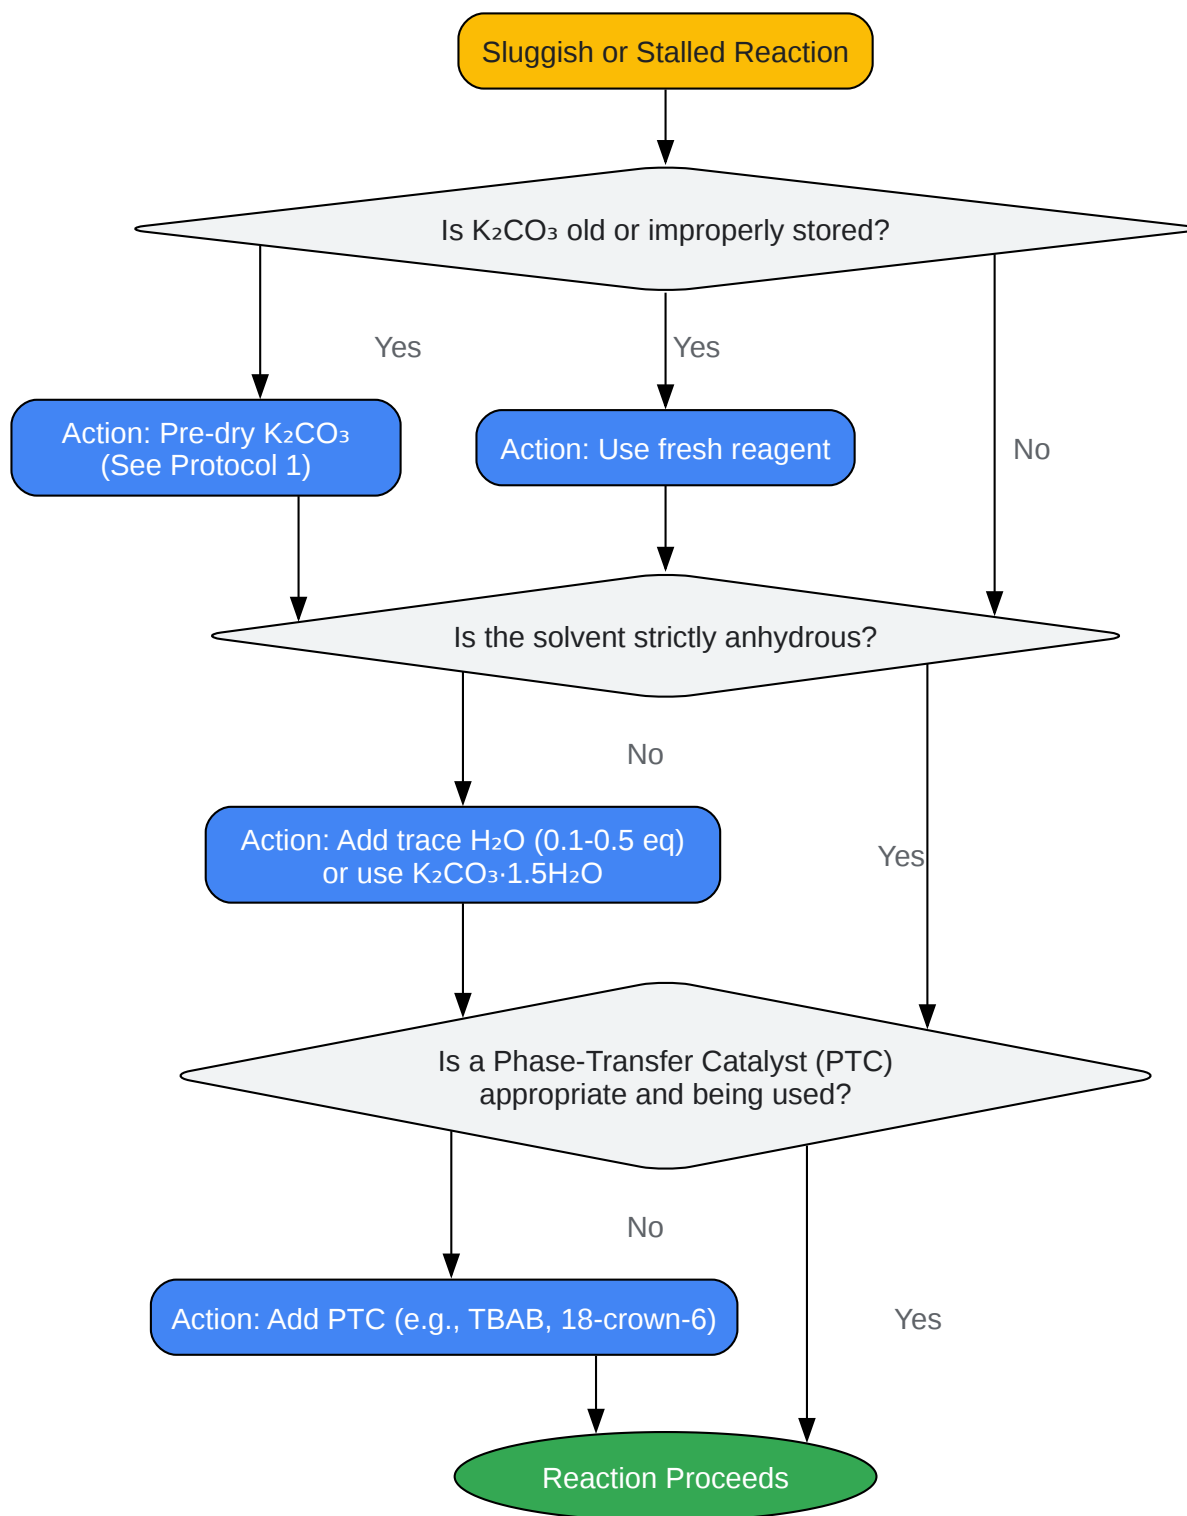 Sluggish or Stalled Reaction
Is K₂CO₃ old or improperly stored?
Yes
Yes
Action: Pre-dry K₂CO₃
(See Protocol 1)
Action: Use fresh reagent
No
Is the solvent strictly anhydrous?
No
Action: Add trace H₂O (0.1-0.5 eq)
or use K₂CO₃·1.5H₂O
Yes
Is a Phase-Transfer Catalyst (PTC)
appropriate and being used?
No
Action: Add PTC (e.g., TBAB, 18-crown-6)
Yes
Reaction Proceeds